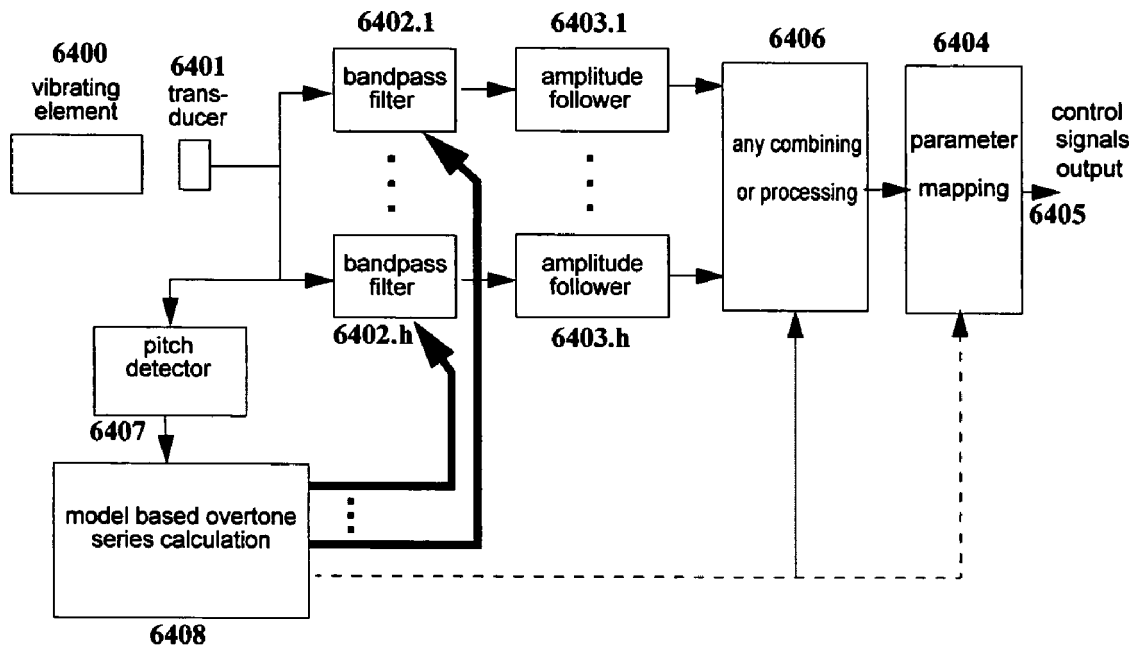 6400
vibrating
element
6401
trans-
ducer
6402.1
bandpass
filter
6403.1
amplitude
follower
6406
any combining
or processing
6404
parameter
mapping
control
signals
output
6405
bandpass
filter
6402.h
amplitude
follower
6403.h
pitch
detector
6407
model based overtone
series calculation
6408